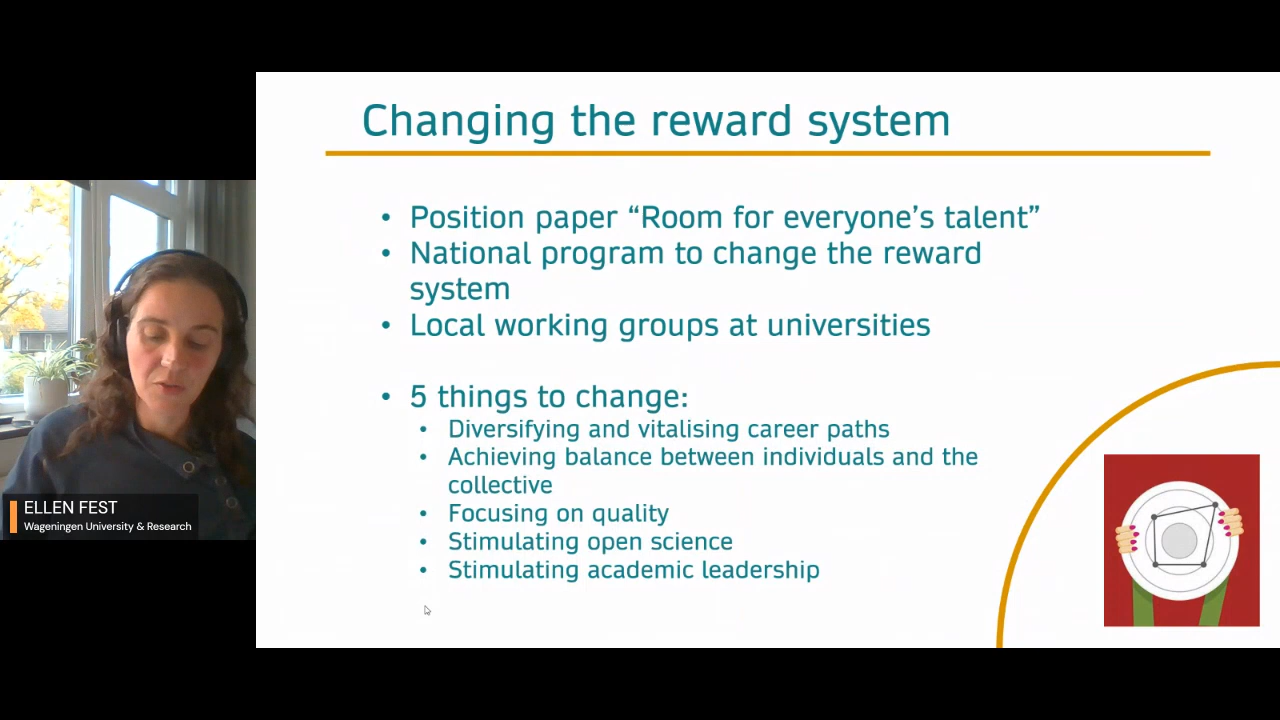 Changing the reward system
• Position paper “Room for everyone’s talent”
• National program to change the reward
system
• Local working groups at universities
• 5 things to change:
• Diversifying and vitalising career paths
• Achieving balance between individuals and the
collective
• Focusing on quality
• Stimulating open science
• Stimulating academic leadership
ELLEN FEST
Wageningen University & Research